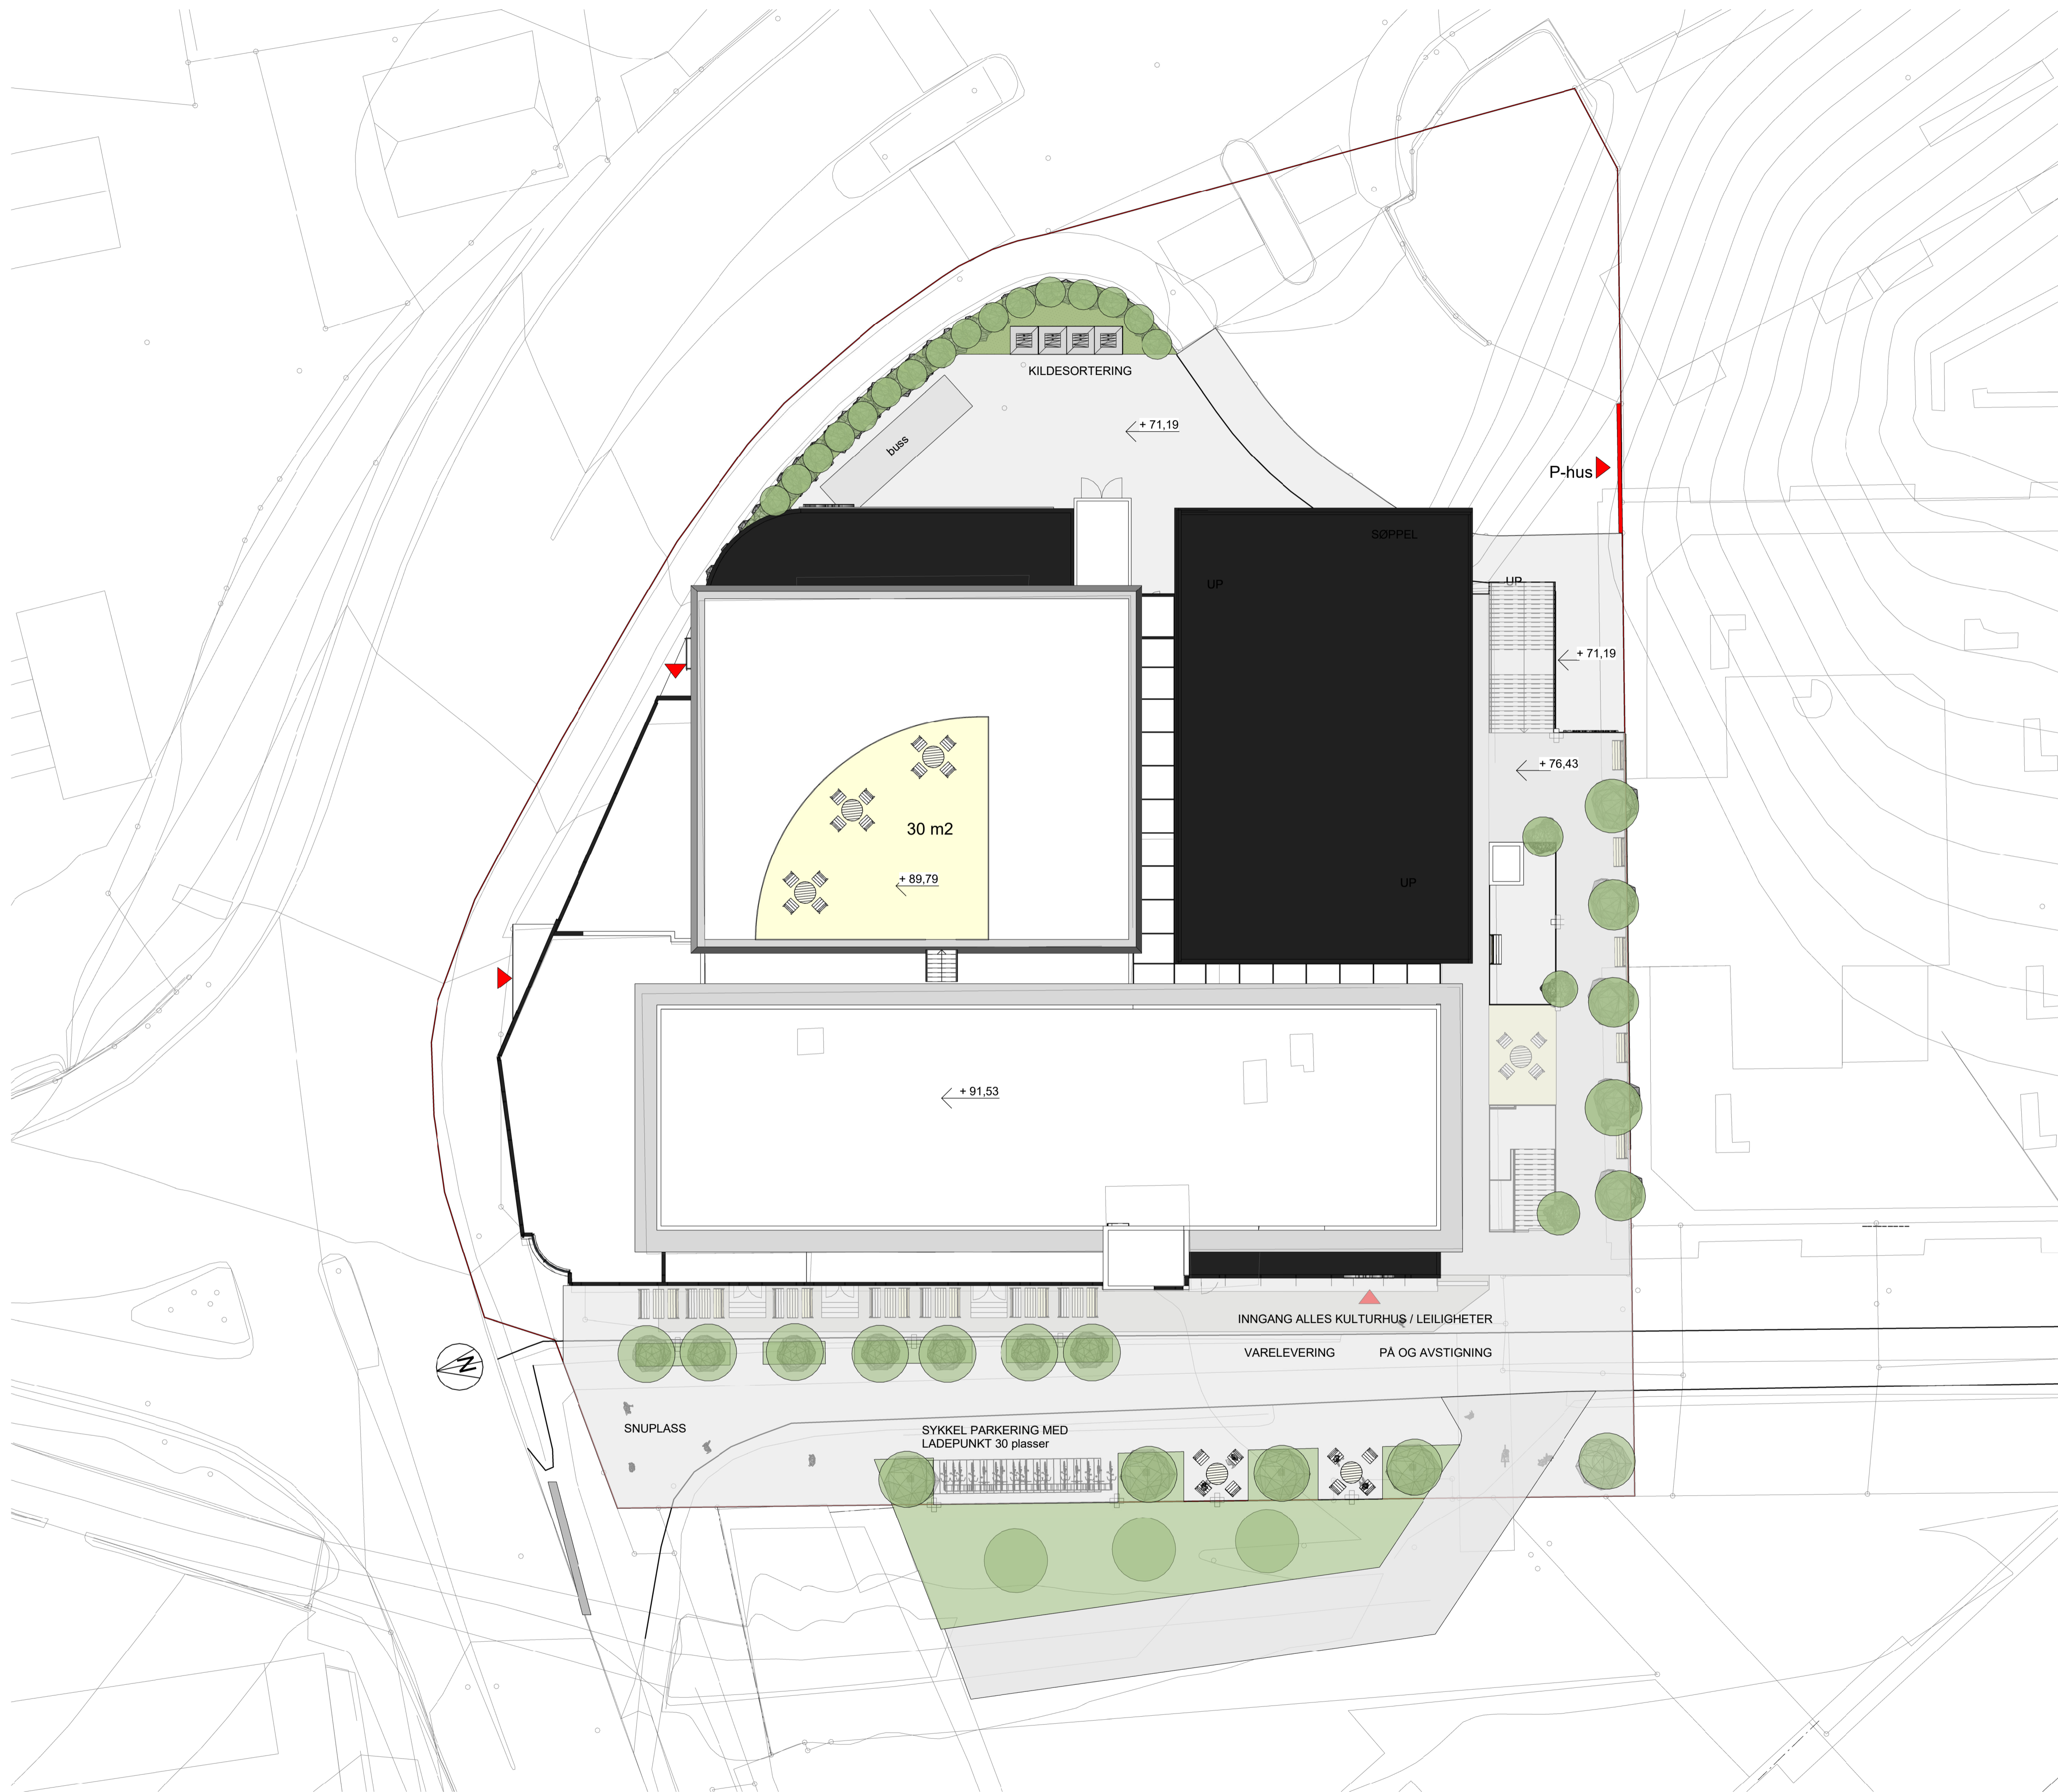 KILDESORTERING
+ 71,19
buss
P-hus
SØPPEL
UP
UP
+ 71,19
+ 76,43
30 m2
+ 89,79
UP
+ 91,53
INNGANG ALLES KULTURHUS / LEILIGHETER
VARELEVERING PÅ OG AVSTIGNING
N
SNUPLASS
SYKKEL PARKERING MED
LADEPUNKT 30 plasser